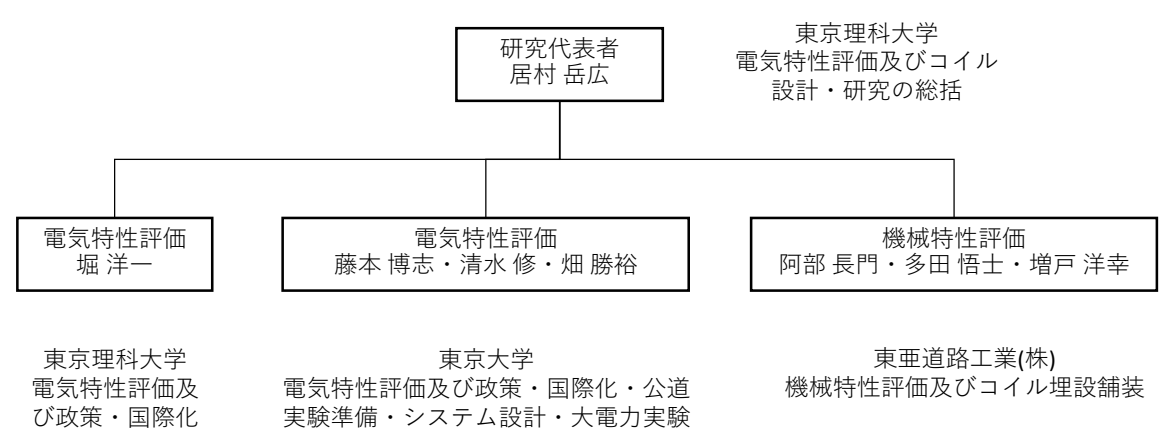 研究代表者
居村 岳広
東京理科大学
電気特性評価及びコイル
設計・研究の総括
電気特性評価
堀 洋一
電気特性評価
藤本 博志・清水 修・畑 勝裕
機械特性評価
阿部 長門・多田 悟士・増戸 洋幸
東京理科大学
電気特性評価及
び政策・国際化
東京大学
電気特性評価及び政策・国際化・公道
実験準備・システム設計・大電力実験
東亜道路工業(株)
機械特性評価及びコイル埋設舗装